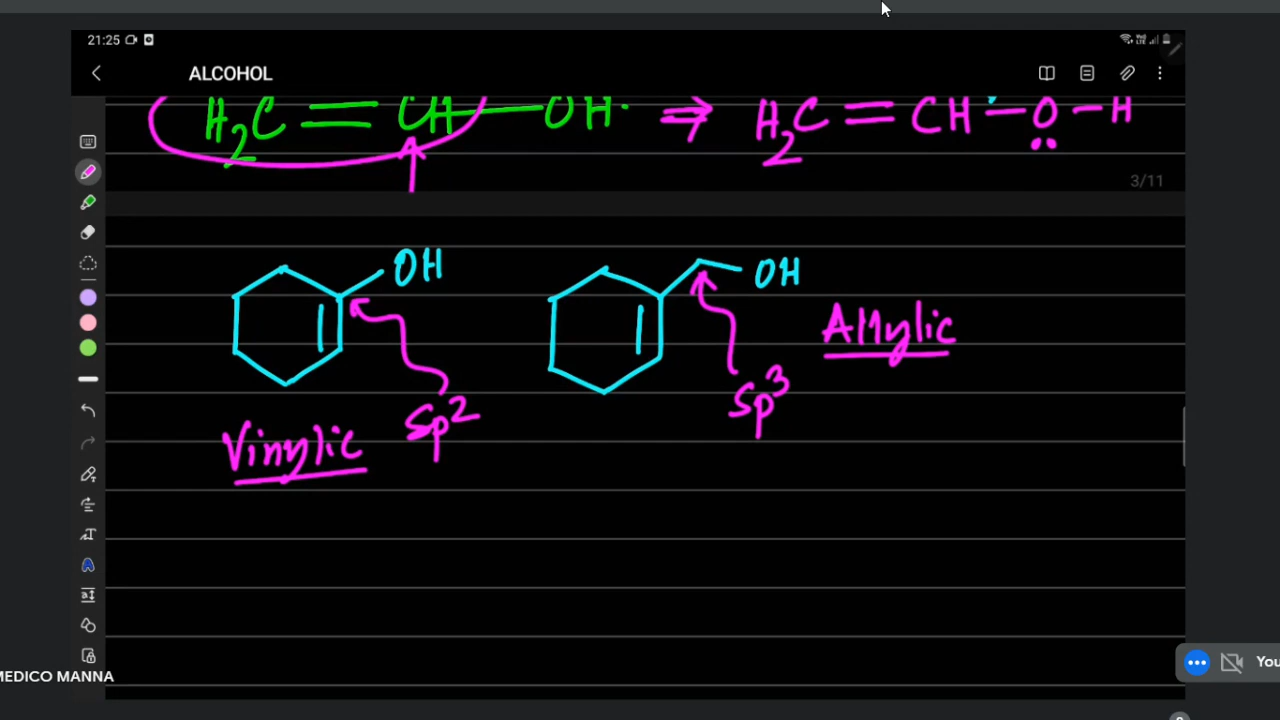 21:25
ALCOHOL
H2C = CH — OH. ⇒ H2C = CH — O — H
3/11
OH
OH
Allylic
Sp3
Sp2
Vinylic
MEDICO MANNA
You